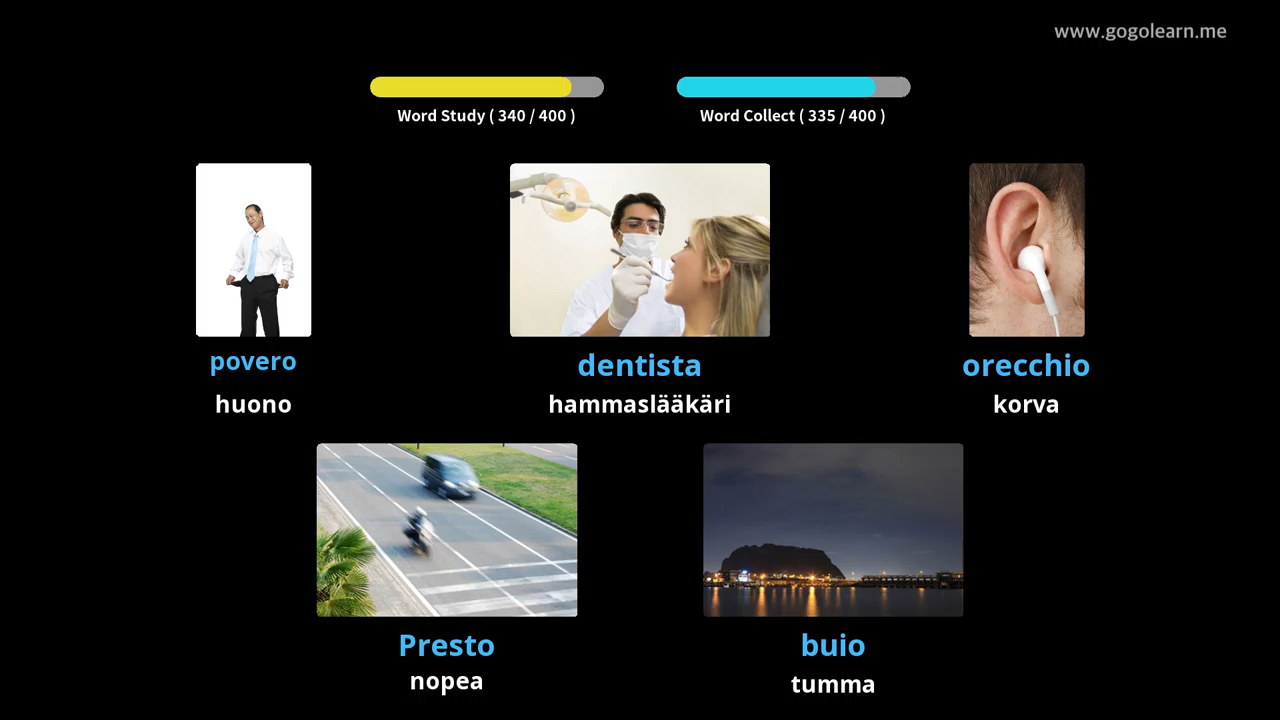 www.gogolearn.me
Word Study ( 340 / 400 )
Word Collect ( 335 / 400 )
povero
huono
dentista
hammaslääkäri
orecchio
korva
Presto
nopea
buio
tumma